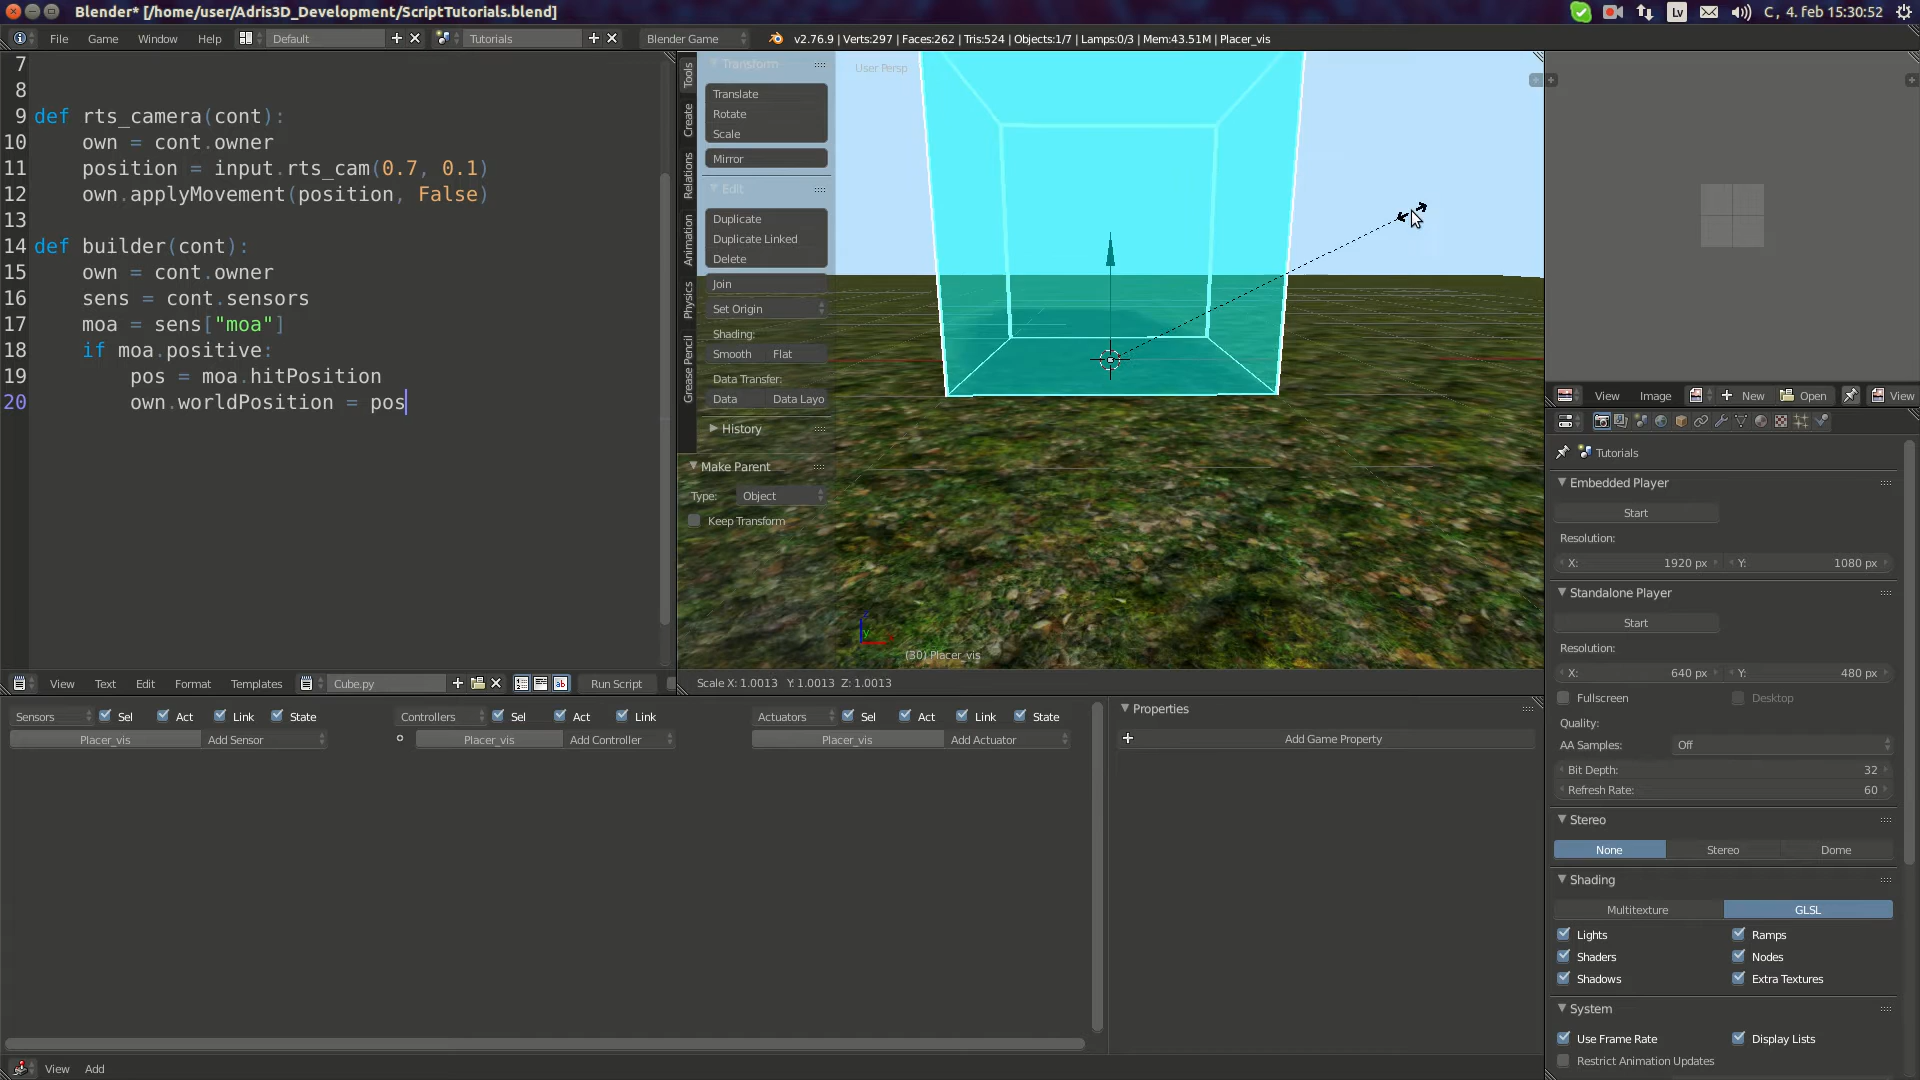 Blender* [/home/user/Adris3D_Development/ScriptTutorials.blend]
Lv
C , 4. feb 15:30:52
File Game Window Help
Default
Tutorials
Blender Game
v2.76.9 | Verts:297 | Faces:262 | Tris:524 | Objects:1/7 | Lamps:0/3 | Mem:43.51M | Placer_vis
7
8
9 def rts_camera(cont):
10 own = cont.owner
11 position = input.rts_cam(0.7, 0.1)
12 own.applyMovement(position, False)
13
14 def builder(cont):
15 own = cont.owner
16 sens = cont.sensors
17 moa = sens["moa"]
18 if moa.positive:
19 pos = moa.hitPosition
20 own.worldPosition = pos
View Text Edit Format Templates
Cube.py
Run Script
Tools
Create
Relations
Animation
Physics
Grease Pencil
Transform
Translate
Rotate
Scale
Mirror
Edit
Duplicate
Duplicate Linked
Delete
Join
Set Origin
Shading:
Smooth Flat
Data Transfer:
Data Data Layo
History
Make Parent
Type: Object
Keep Transform
User Persp
(30) Placer_vis
Scale X: 1.0013 Y: 1.0013 Z: 1.0013
View Image New Open View
Tutorials
Embedded Player
Start
Resolution:
X: 1920 px Y: 1080 px
Standalone Player
Start
Resolution:
X: 640 px Y: 480 px
Fullscreen Desktop
Quality:
AA Samples: Off
Bit Depth: 32
Refresh Rate: 60
Stereo
None Stereo Dome
Shading
Multitexture GLSL
Lights Ramps
Shaders Nodes
Shadows Extra Textures
System
Use Frame Rate Display Lists
Restrict Animation Updates
Sensors Sel Act Link State
Placer_vis Add Sensor
Controllers Sel Act Link
Placer_vis Add Controller
Actuators Sel Act Link State
Placer_vis Add Actuator
Properties
Add Game Property
View Add